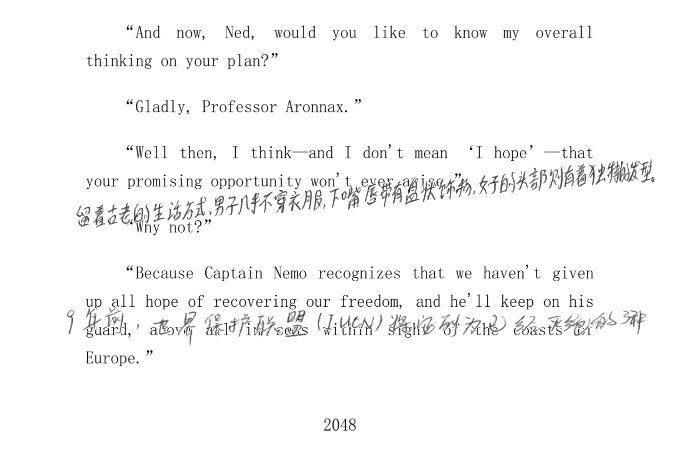 “And now, Ned, would you like to know my overall
thinking on your plan?”
“Gladly, Professor Aronnax.”
“Well then, I think—and I don't mean ‘I hope’—that
your promising opportunity won't ever arise.”
留着古老的生活方式,男子几乎不穿衣服,下嘴唇带有盘状饰物,女子的头部则有着独特的发型。
“Why not?”
“Because Captain Nemo recognizes that we haven't given
up all hope of recovering our freedom, and he'll keep on his
9年前,世界保护联盟(IUCN)将它列为已经灭绝的物种
guard, above all in seas within sight of the coasts of
Europe.”
2048